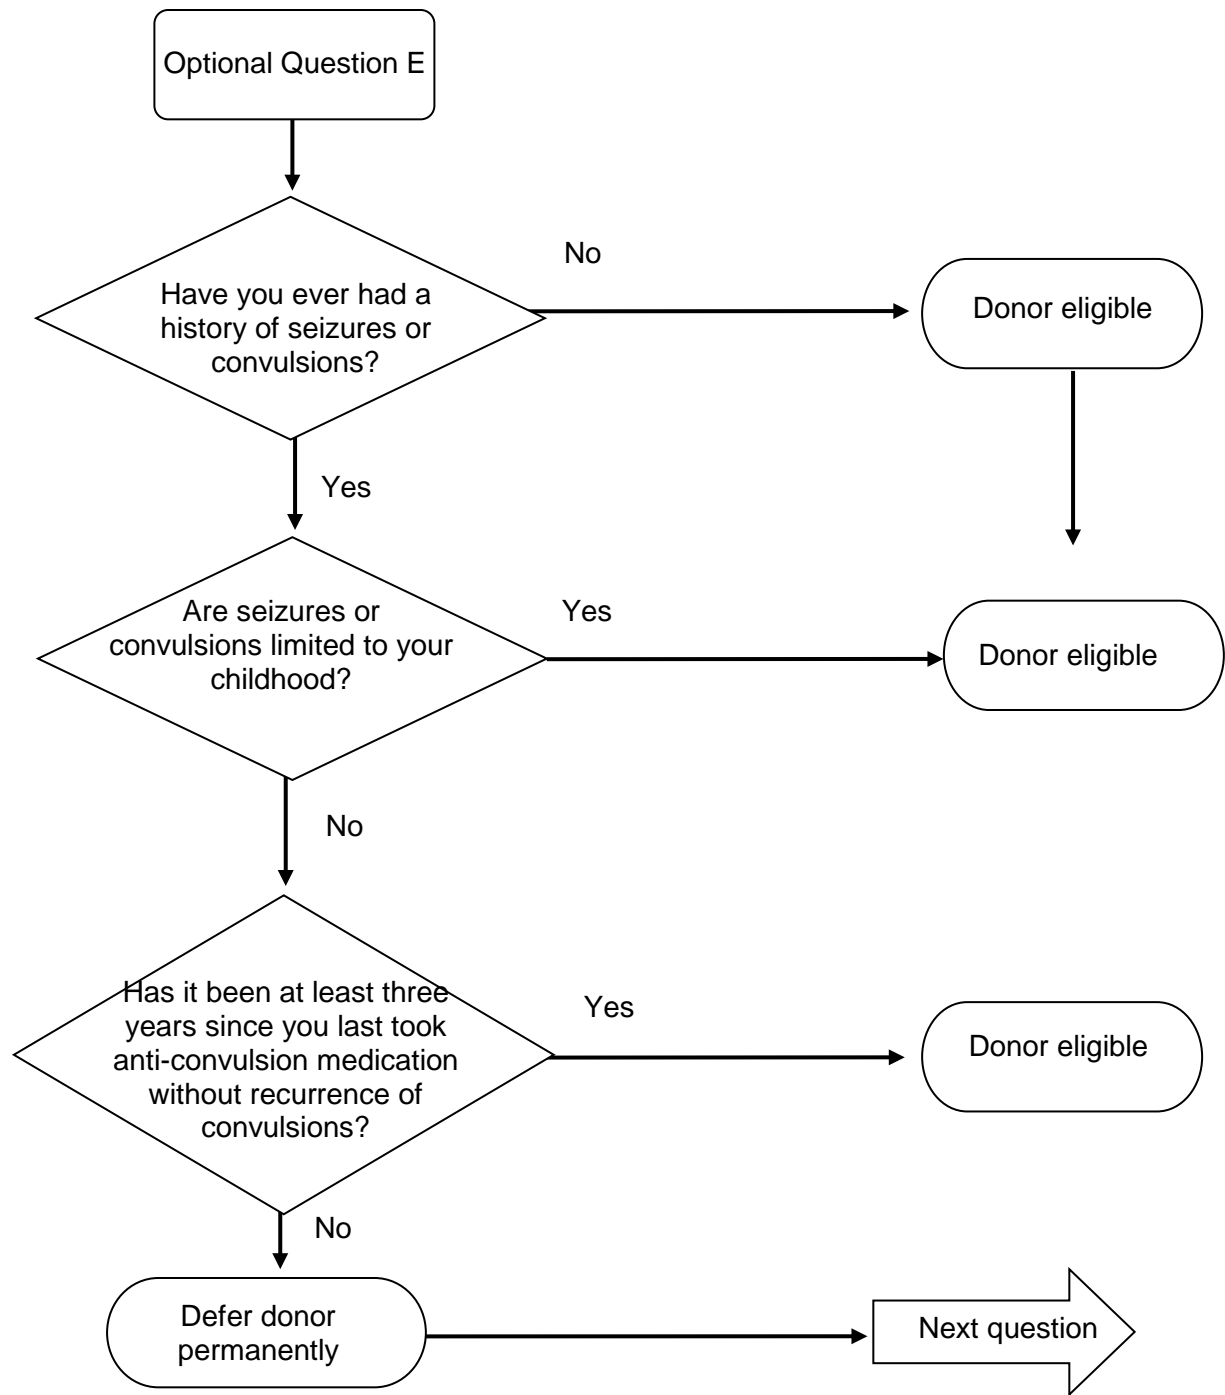 Optional Question E
No
Have you ever had a
history of seizures or
convulsions?
Donor eligible
Yes
Are seizures or
convulsions limited to your
childhood?
Yes
Donor eligible
No
Has it been at least three
years since you last took
anti-convulsion medication
without recurrence of
convulsions?
Yes
Donor eligible
No
Defer donor
permanently
Next question